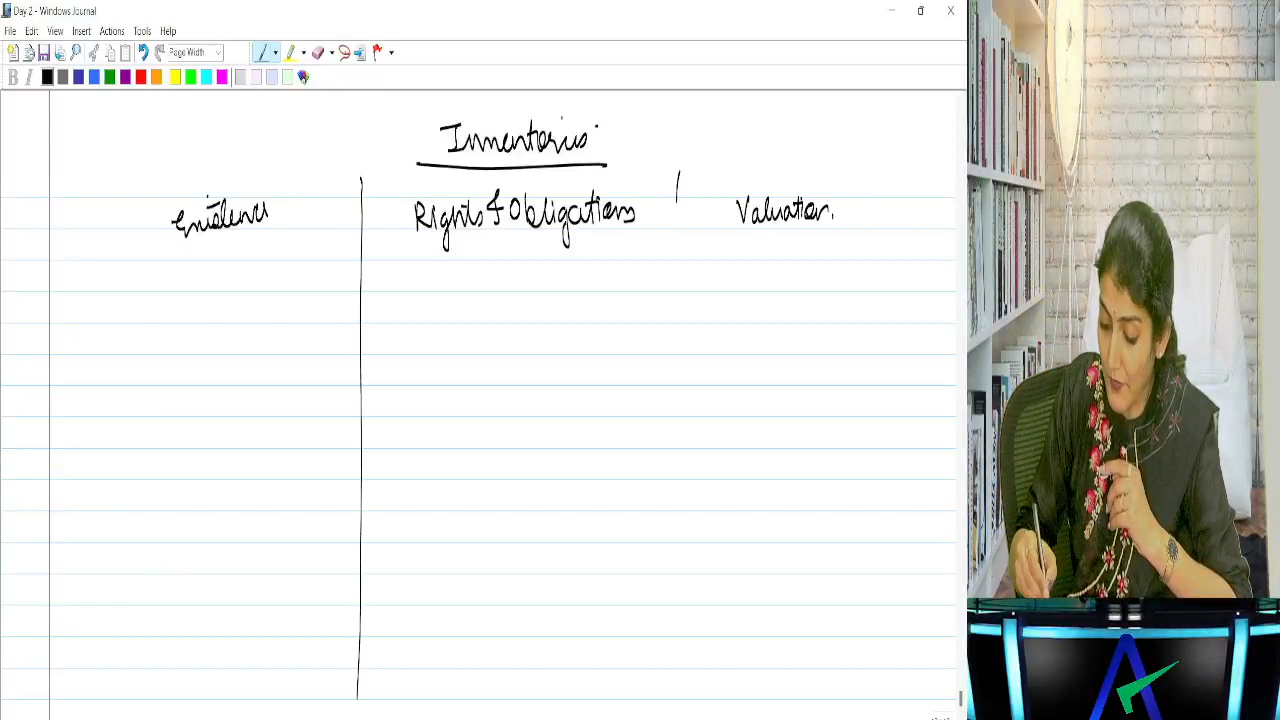 Day 2 - Windows Journal
File Edit View Insert Actions Tools Help
Page Width
B I
Inventories
Existence Rights & Obligations Valuation